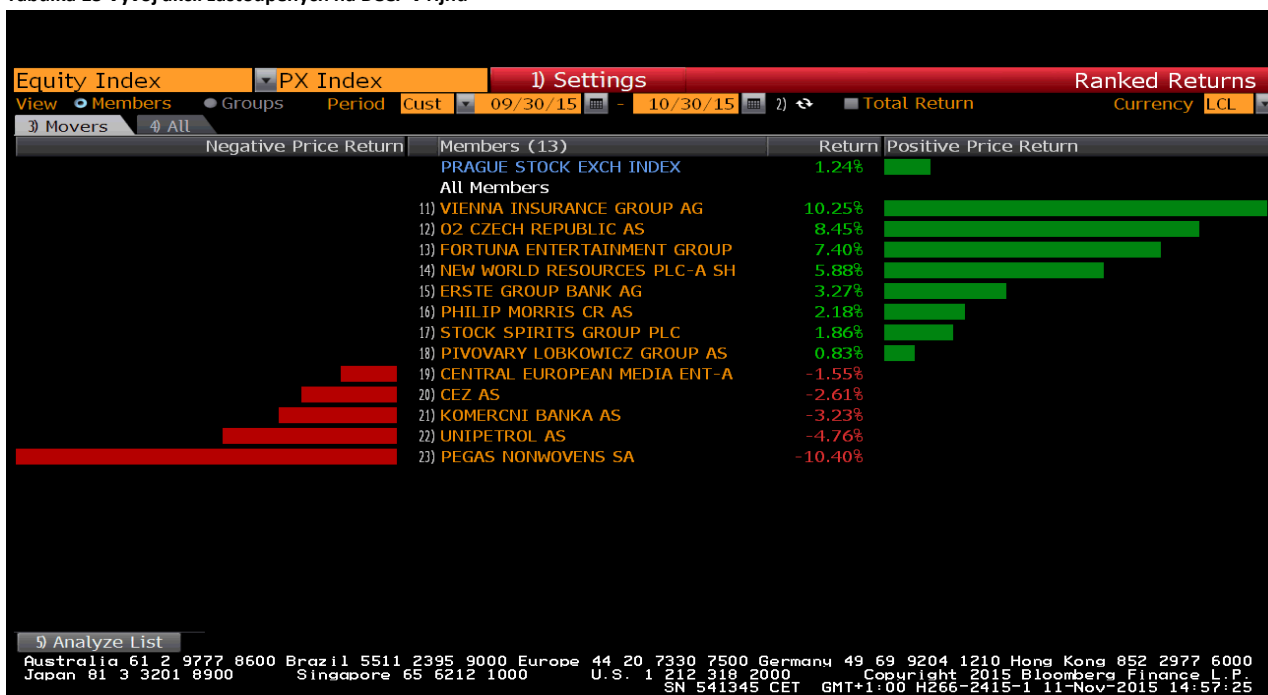 Equity Index PX Index 1) Settings Ranked Returns
View Members Groups Period Cust 09/30/15 - 10/30/15 2) Total Return Currency LCL
3) Movers 4) All
Negative Price Return Members (13) Return Positive Price Return
PRAGUE STOCK EXCH INDEX 1.24%
All Members
11) VIENNA INSURANCE GROUP AG 10.25%
12) O2 CZECH REPUBLIC AS 8.45%
13) FORTUNA ENTERTAINMENT GROUP 7.40%
14) NEW WORLD RESOURCES PLC-A SH 5.88%
15) ERSTE GROUP BANK AG 3.27%
16) PHILIP MORRIS CR AS 2.18%
17) STOCK SPIRITS GROUP PLC 1.86%
18) PIVOVARY LOBKOWICZ GROUP AS 0.83%
19) CENTRAL EUROPEAN MEDIA ENT-A -1.55%
20) CEZ AS -2.61%
21) KOMERCNI BANKA AS -3.23%
22) UNIPETROL AS -4.76%
23) PEGAS NONWOVENS SA -10.40%
5) Analyze List
Australia 61 2 9777 8600 Brazil 5511 2395 9000 Europe 44 20 7330 7500 Germany 49 69 9204 1210 Hong Kong 852 2977 6000
Japan 81 3 3201 8900 Singapore 65 6212 1000 U.S. 1 212 318 2000 Copyright 2015 Bloomberg Finance L.P.
SN 541345 CET GMT+1:00 H266-2415-1 11-Nov-2015 14:57:25